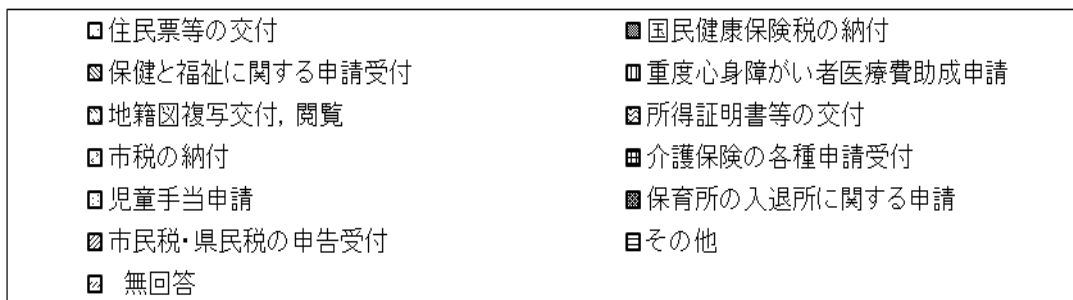 住民票等の交付
国民健康保険税の納付
保健と福祉に関する申請受付
重度心身障がい者医療費助成申請
地籍図複写交付, 閲覧
所得証明書等の交付
市税の納付
介護保険の各種申請受付
児童手当申請
保育所の入退所に関する申請
市民税・県民税の申告受付
その他
無回答